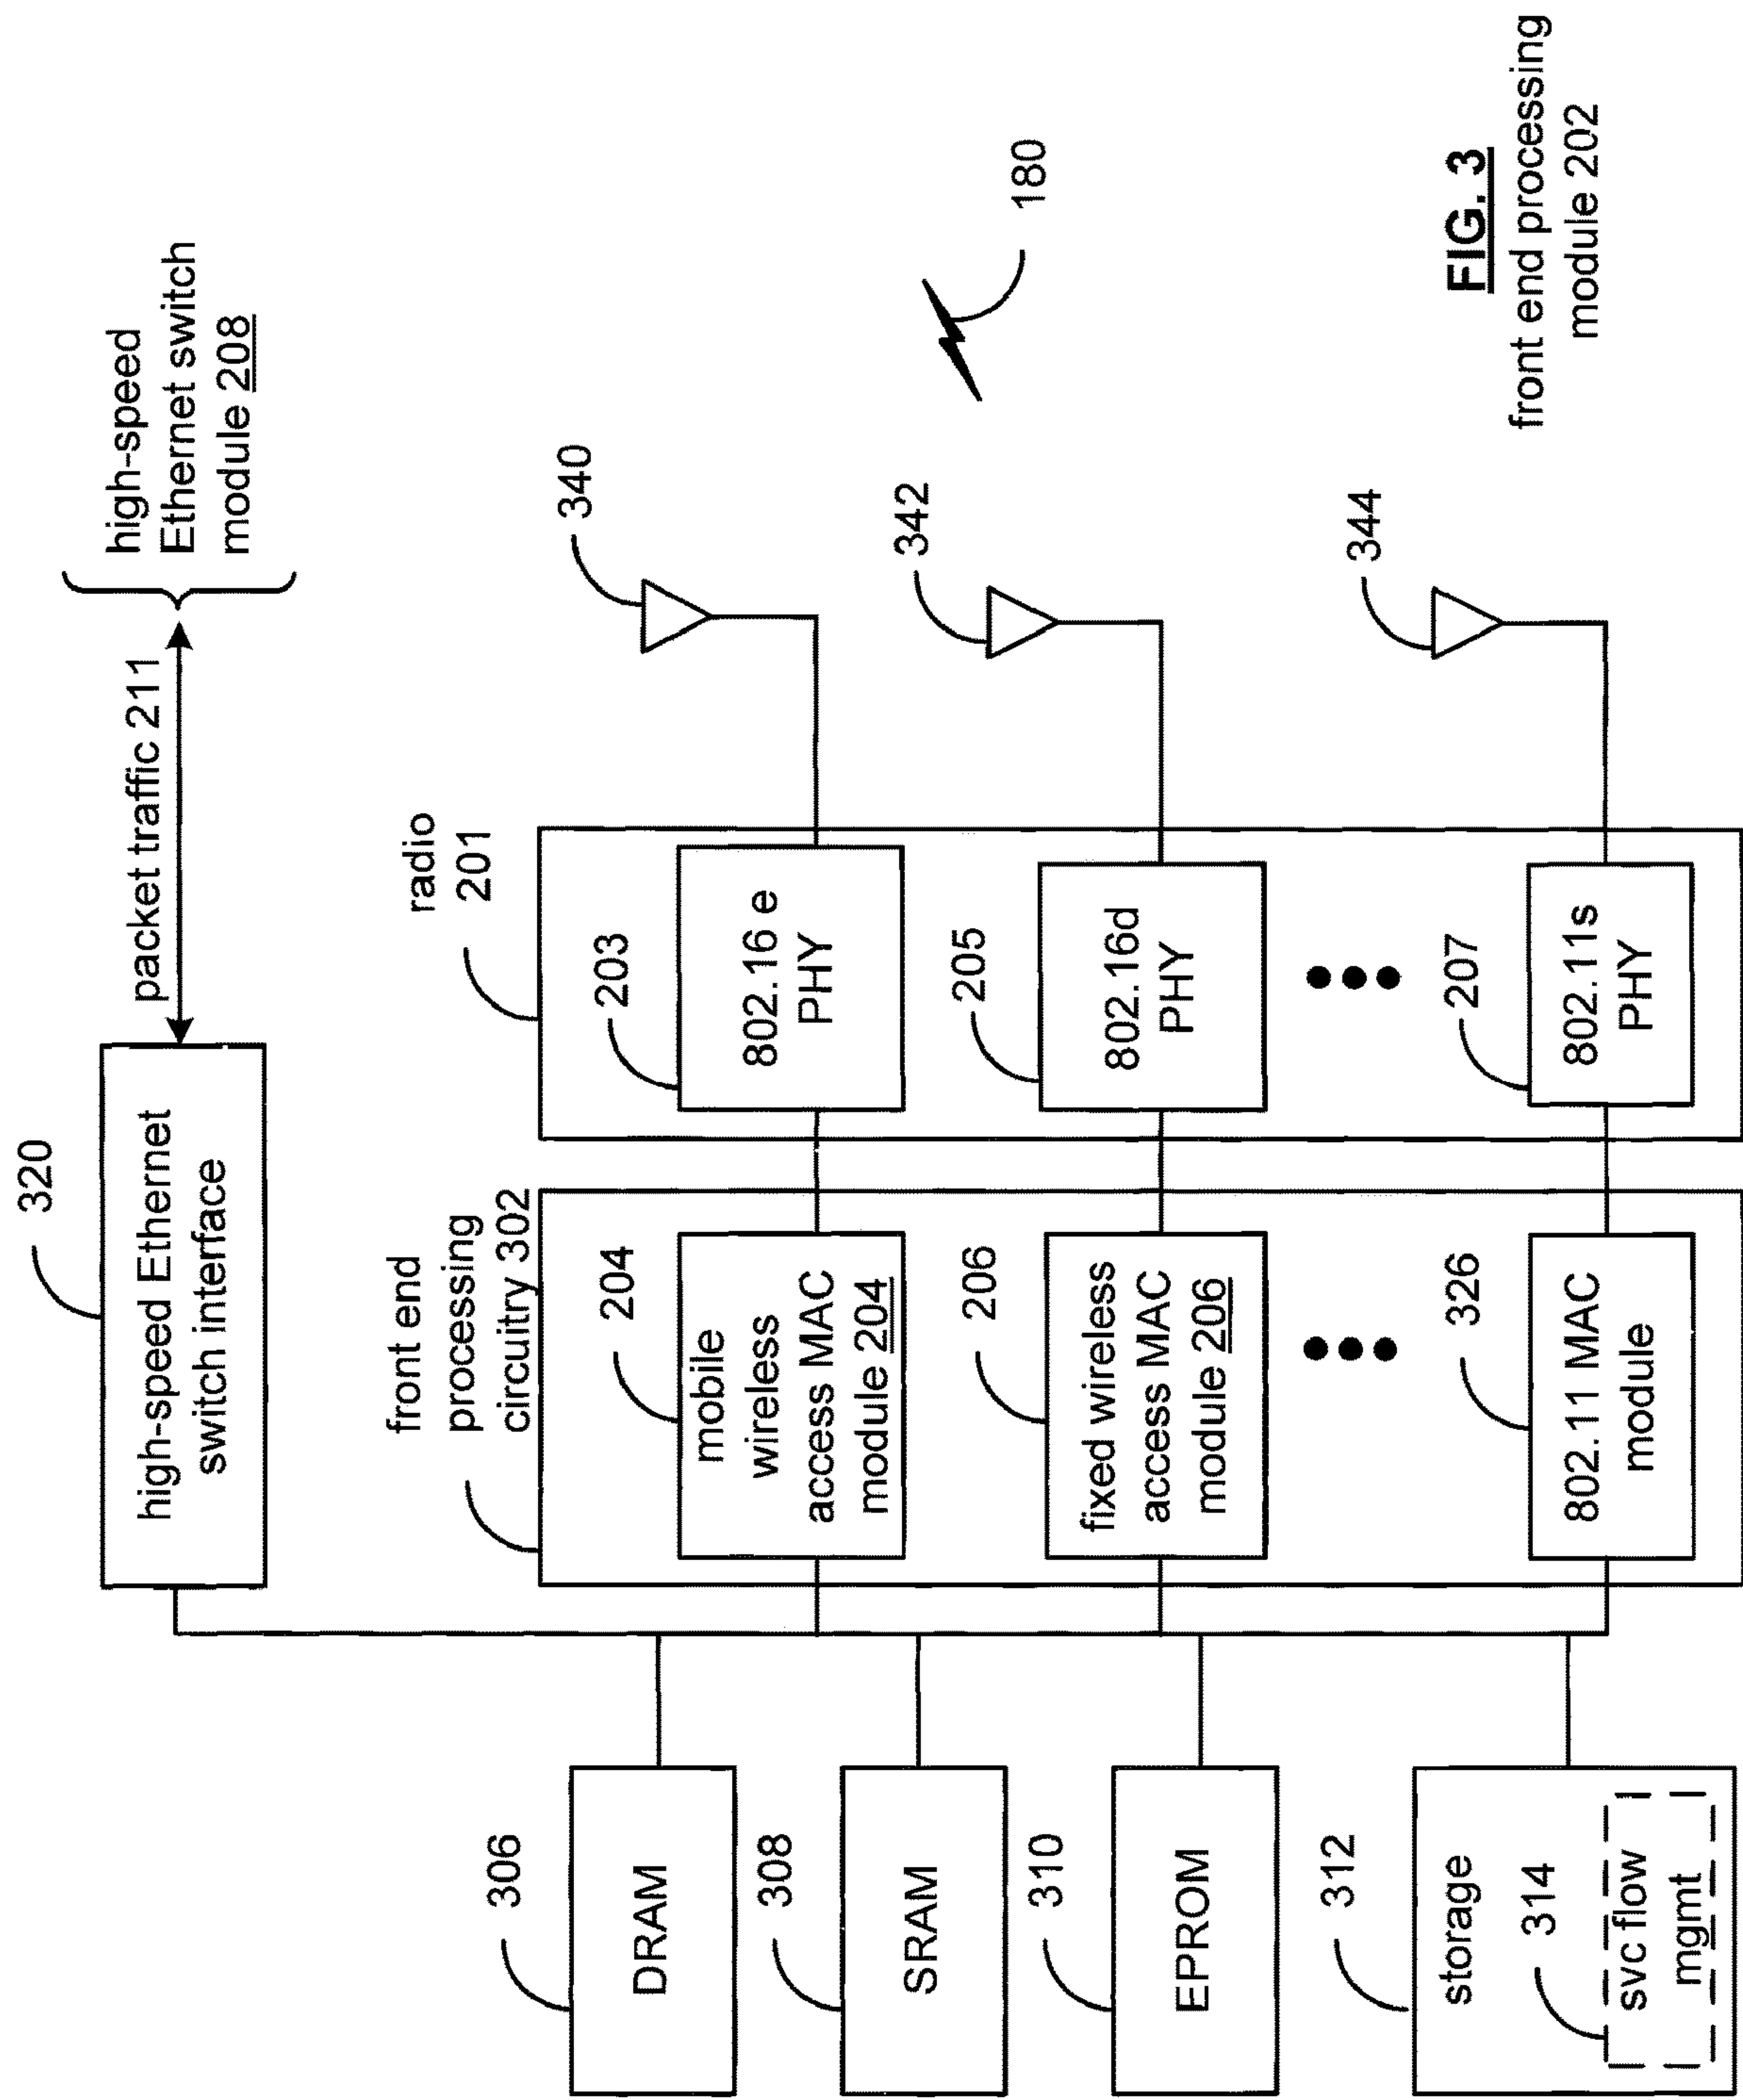 320
high-speed Ethernet
switch interface
packet traffic 211
high-speed
Ethernet switch
module 208
front end
processing
circuitry 302
radio
201
306
DRAM
204
mobile
wireless
access MAC
module 204
203
802.16 e
PHY
340
308
SRAM
206
fixed wireless
access MAC
module 206
205
802.16d
PHY
342
180
310
EPROM
312
storage
314
svc flow
mgmt
326
802.11 MAC
module
207
802.11s
PHY
344
FIG. 3
front end processing
module 202